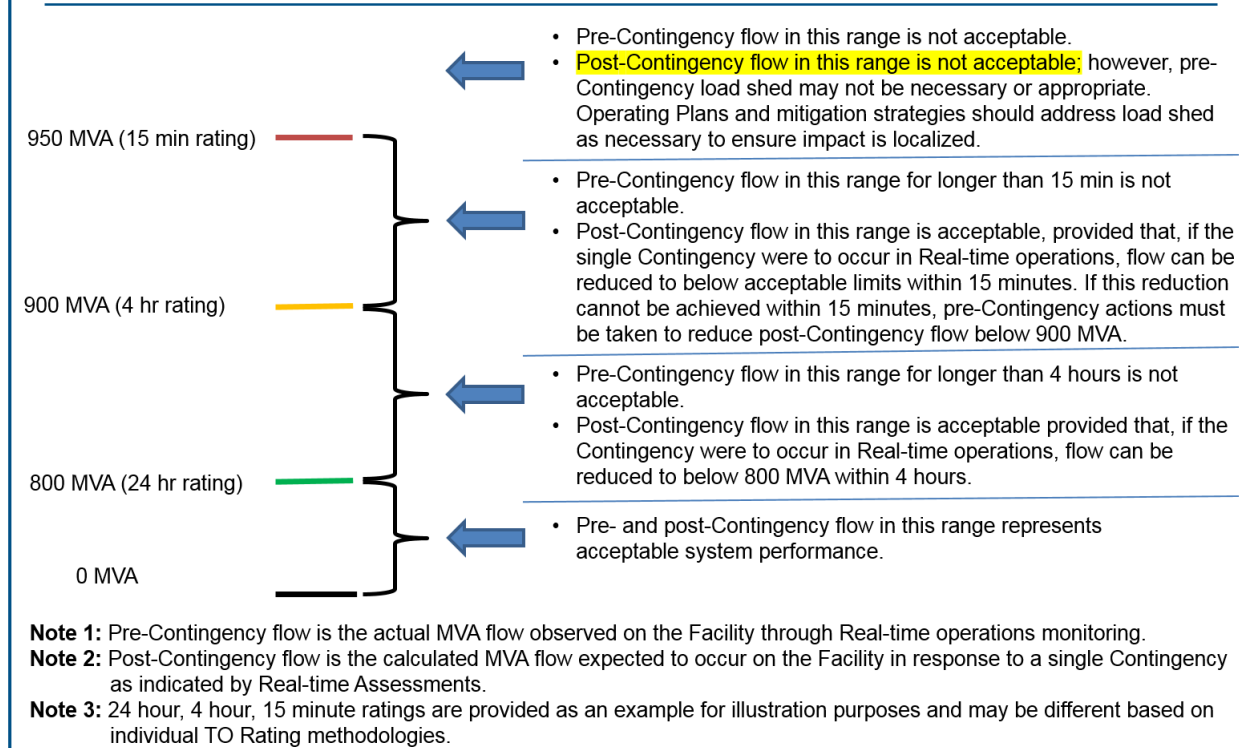 • Pre-Contingency flow in this range is not acceptable.
• Post-Contingency flow in this range is not acceptable; however, pre-
Contingency load shed may not be necessary or appropriate.
Operating Plans and mitigation strategies should address load shed
as necessary to ensure impact is localized.
950 MVA (15 min rating)
• Pre-Contingency flow in this range for longer than 15 min is not
acceptable.
• Post-Contingency flow in this range is acceptable, provided that, if the
single Contingency were to occur in Real-time operations, flow can be
reduced to below acceptable limits within 15 minutes. If this reduction
cannot be achieved within 15 minutes, pre-Contingency actions must
be taken to reduce post-Contingency flow below 900 MVA.
900 MVA (4 hr rating)
• Pre-Contingency flow in this range for longer than 4 hours is not
acceptable.
• Post-Contingency flow in this range is acceptable provided that, if the
Contingency were to occur in Real-time operations, flow can be
reduced to below 800 MVA within 4 hours.
800 MVA (24 hr rating)
• Pre- and post-Contingency flow in this range represents
acceptable system performance.
0 MVA
Note 1: Pre-Contingency flow is the actual MVA flow observed on the Facility through Real-time operations monitoring.
Note 2: Post-Contingency flow is the calculated MVA flow expected to occur on the Facility in response to a single Contingency
as indicated by Real-time Assessments.
Note 3: 24 hour, 4 hour, 15 minute ratings are provided as an example for illustration purposes and may be different based on
individual TO Rating methodologies.